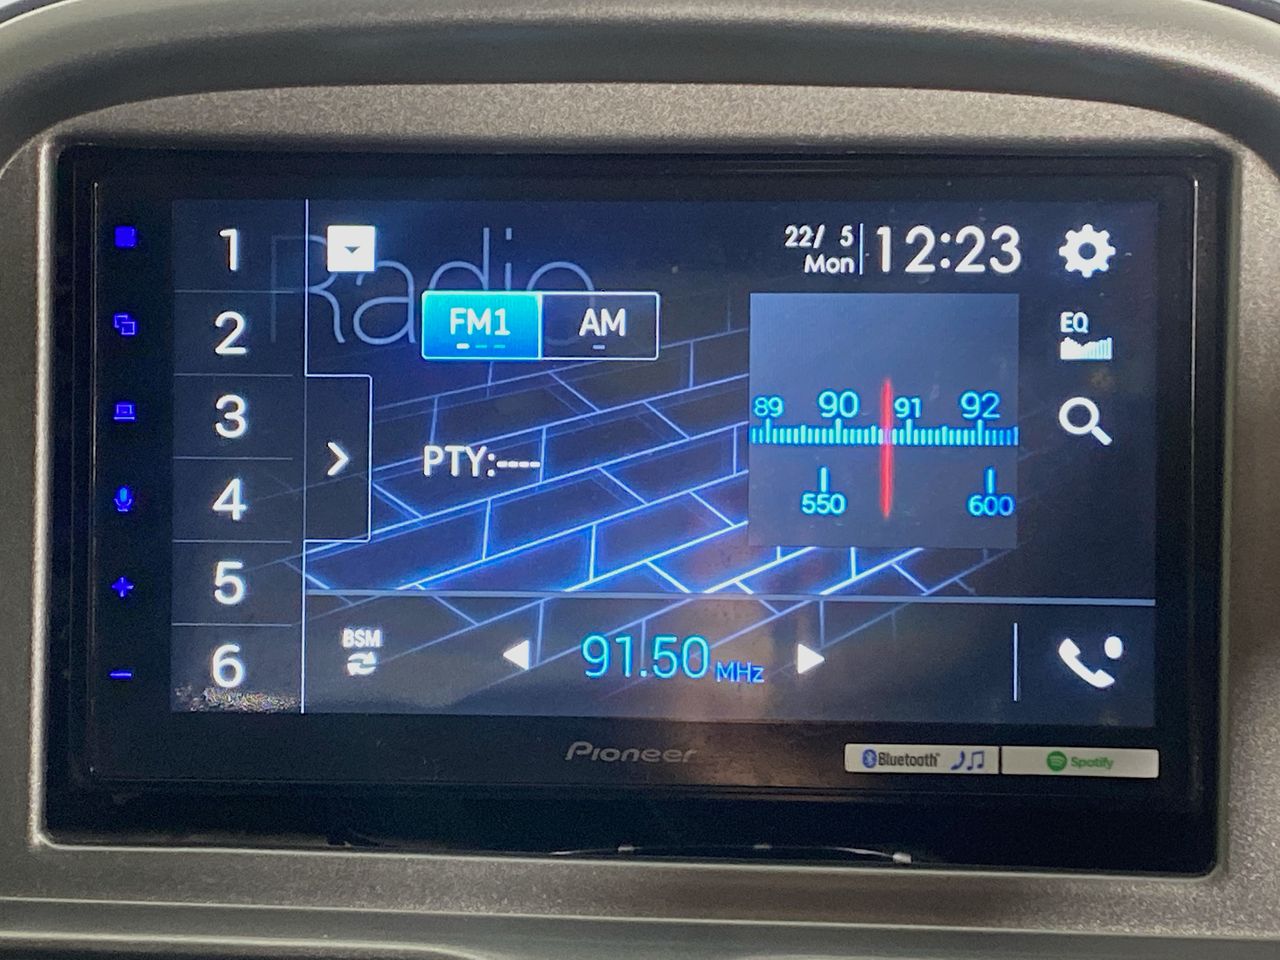 1
2
3
4
5
6
Radio
22/ 5
Mon
12:23
FM1
AM
EQ
89 90 91 92
550 600
PTY:----
BSM
91.50 MHz
Pioneer
Bluetooth
Spotify